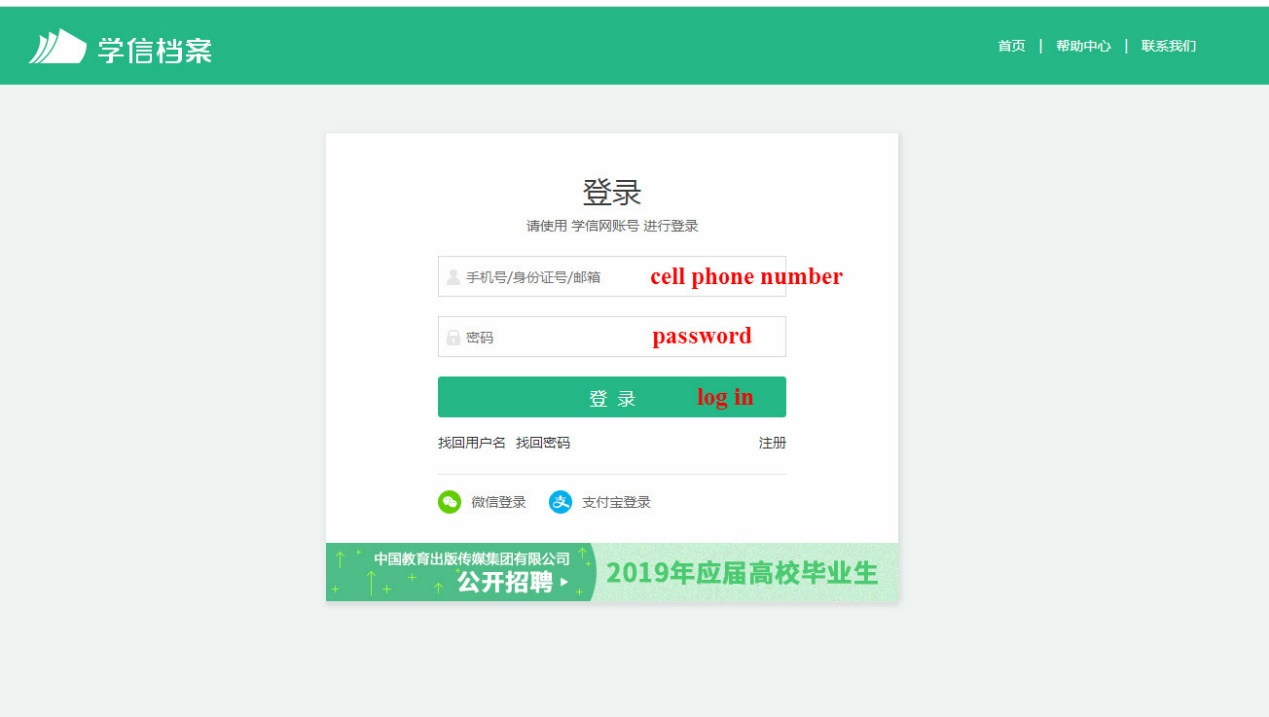 学信档案
首页 | 帮助中心 | 联系我们
登录
请使用 学信网账号 进行登录
手机号/身份证号/邮箱 cell phone number
密码 password
登 录 log in
找回用户名 找回密码 注册
微信登录 支 支付宝登录
中国教育出版传媒集团有限公司
公开招聘
2019年应届高校毕业生